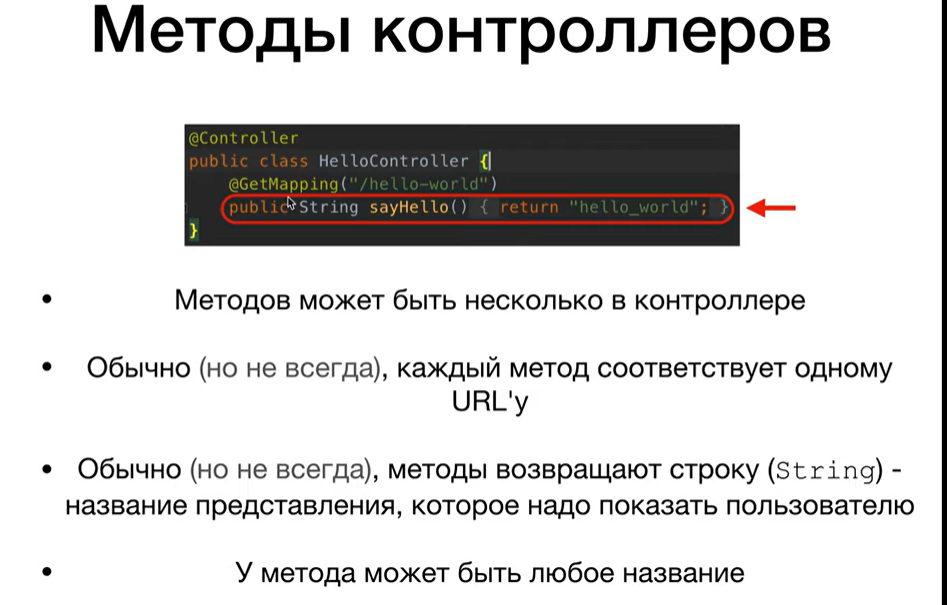 Методы контроллеров
@Controller
public class HelloController {
@GetMapping("/hello-world")
public String sayHello() { return "hello_world"; }
}
• Методов может быть несколько в контроллере
• Обычно (но не всегда), каждый метод соответствует одному
URL'у
• Обычно (но не всегда), методы возвращают строку (String) -
название представления, которое надо показать пользователю
• У метода может быть любое название